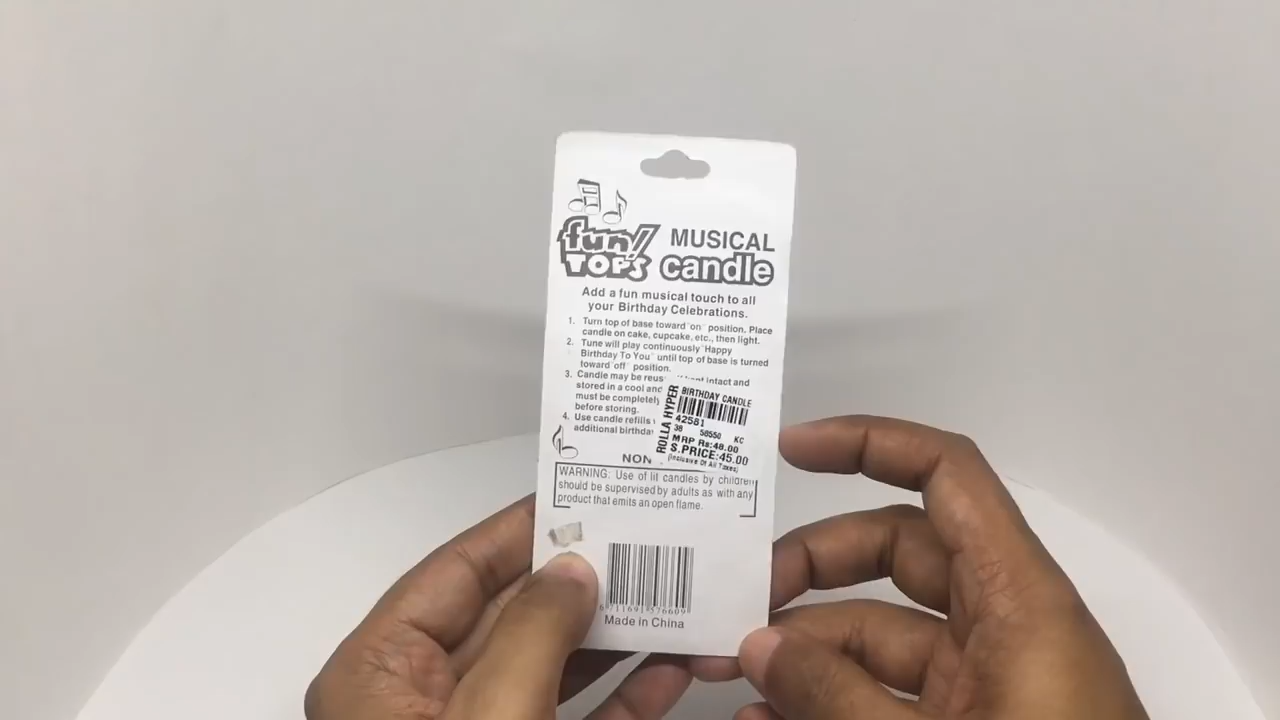 fun!
TOPS
MUSICAL
candle
Add a fun musical touch to all
your Birthday Celebrations.
1. Turn top of base toward "on" position. Place
candle on cake, cupcake, etc., then light.
2. Tune will play continuously "Happy
Birthday To You" until top of base is turned
toward "off" position.
3. Candle may be intact and
stored in a cool and
must be completely
before storing.
4. Use candle refills
additional
NON
ROLLA HYPER
BIRTHDAY CANDLE
42581
38 58550 KC
MRP Rs:48.00
S.PRICE:45.00
(Inclusive Of All Taxes)
WARNING: Use of lit candles by children
should be supervised by adults as with any
product that emits an open flame.
Made in China